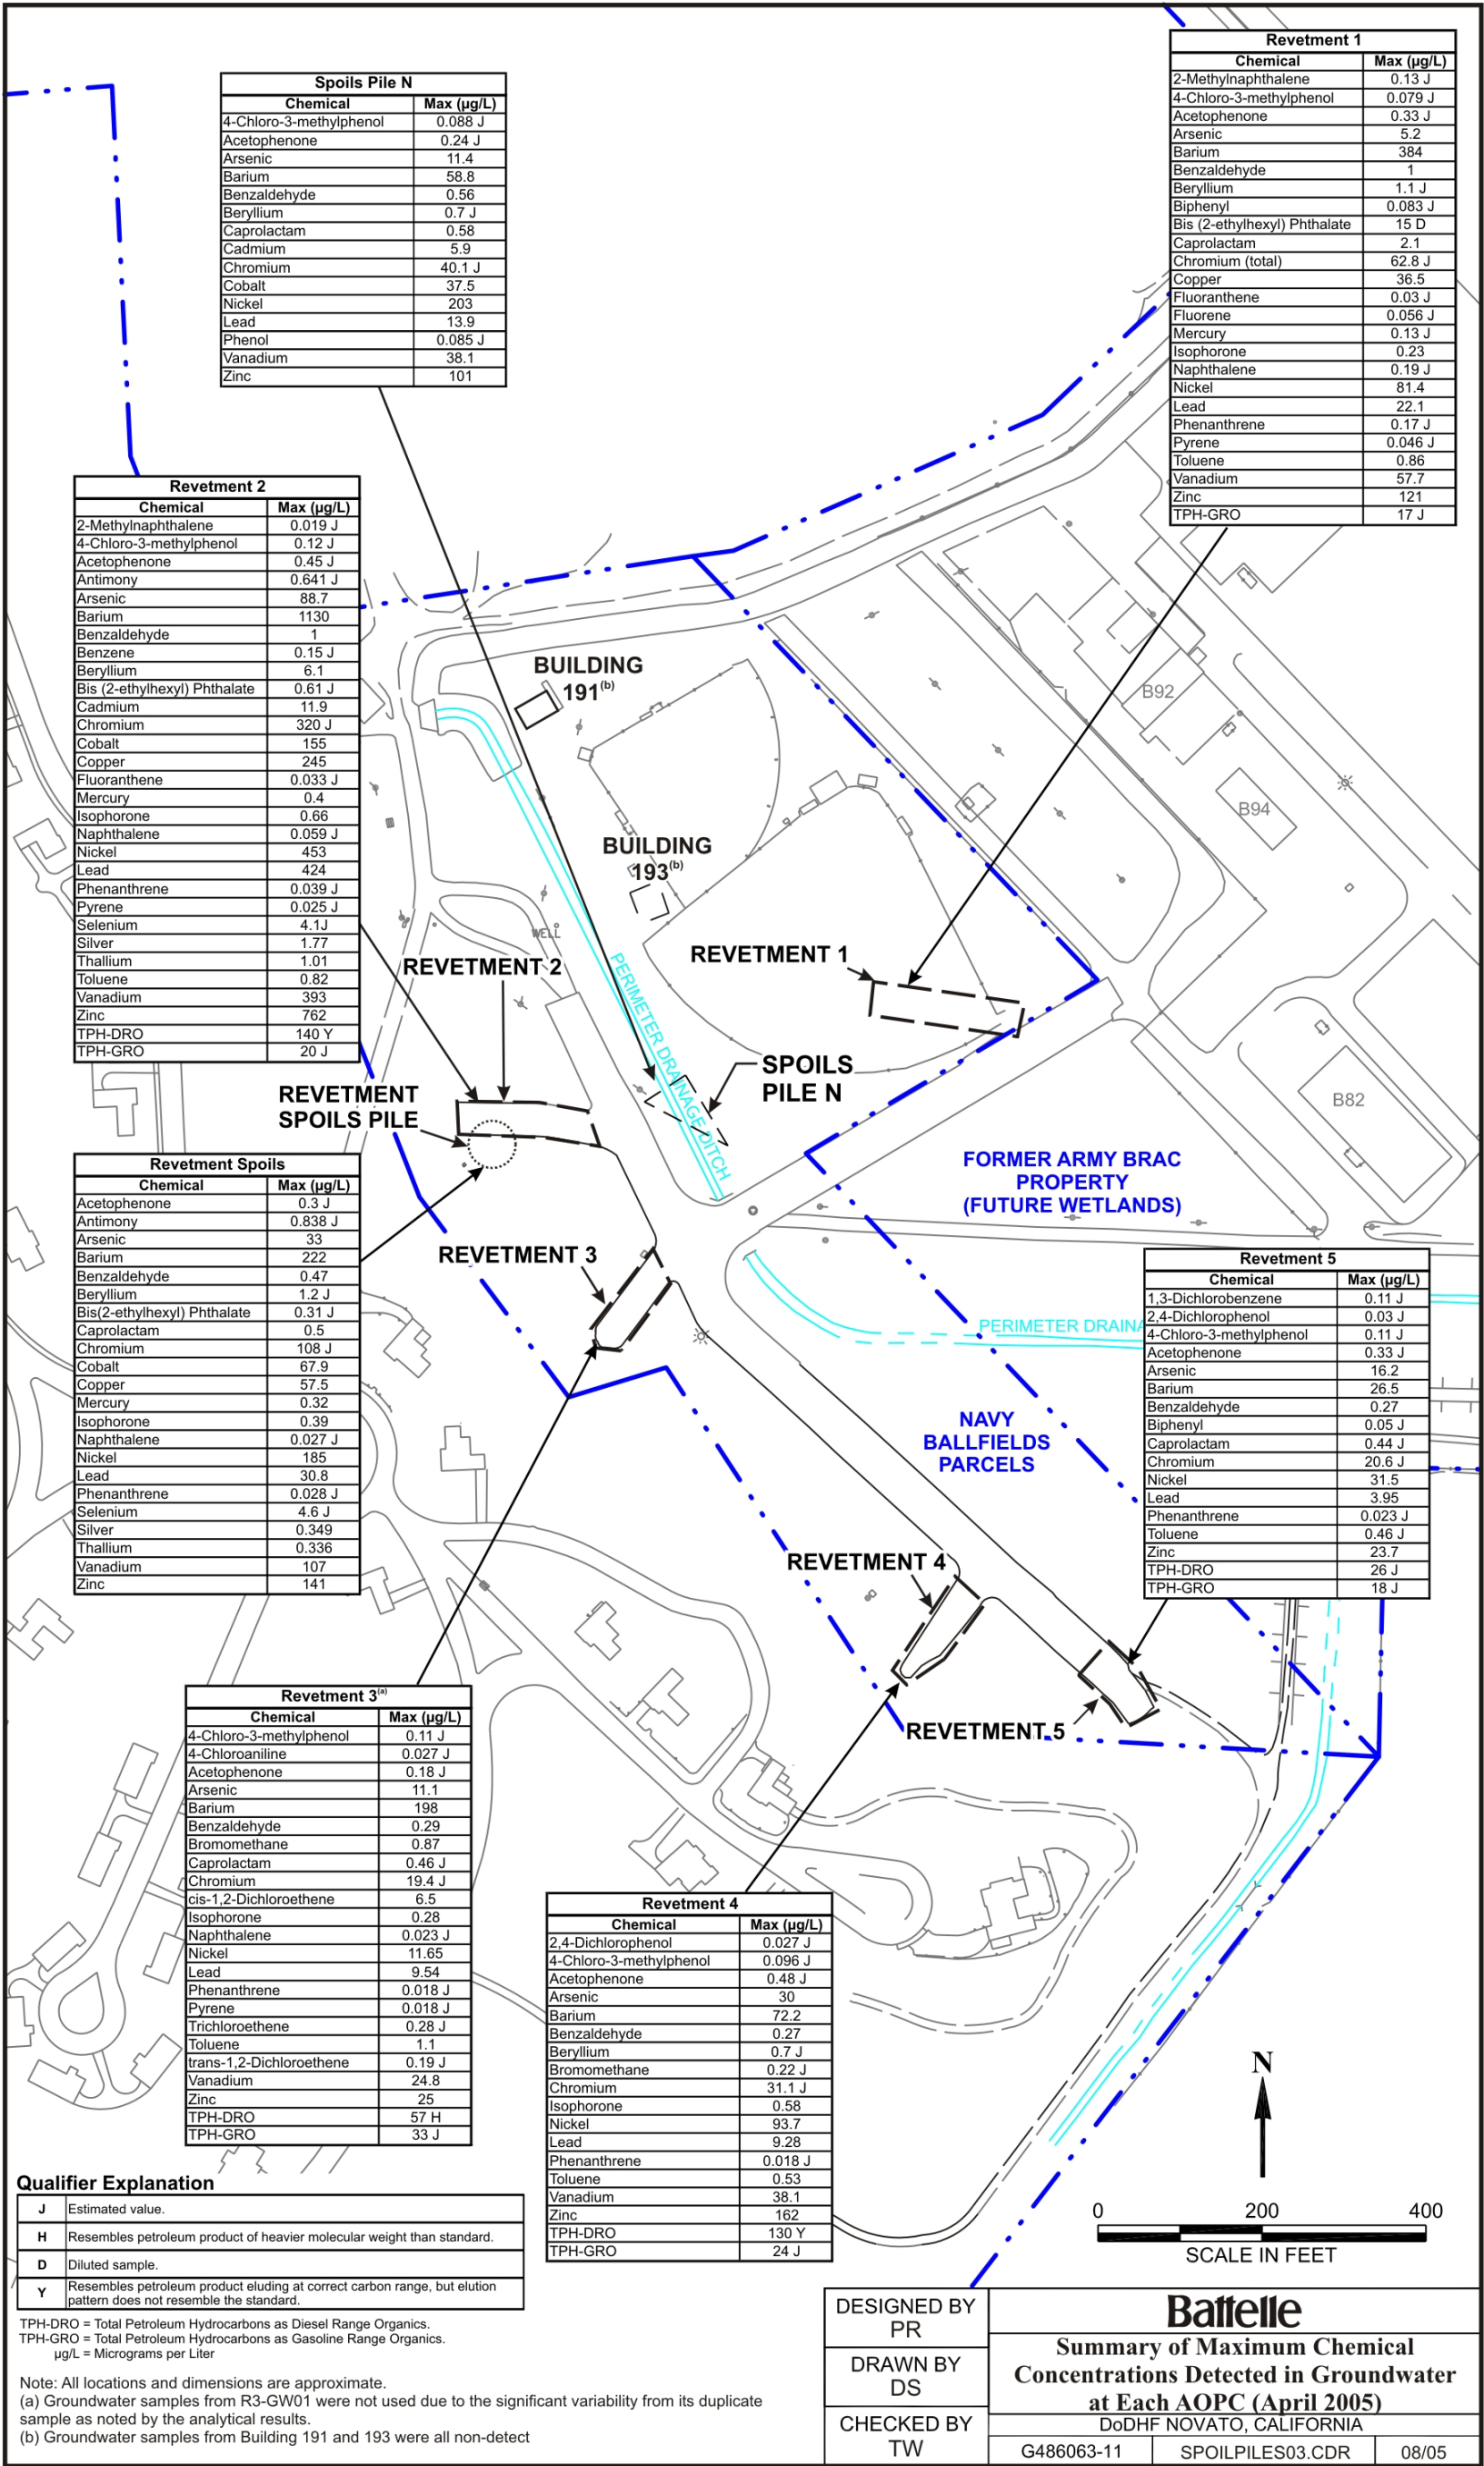 Spoils Pile N
Chemical Max (µg/L)
4-Chloro-3-methylphenol 0.088 J
Acetophenone 0.24 J
Arsenic 11.4
Barium 58.8
Benzaldehyde 0.56
Beryllium 0.7 J
Caprolactam 0.58
Cadmium 5.9
Chromium 40.1 J
Cobalt 37.5
Nickel 203
Lead 13.9
Phenol 0.085 J
Vanadium 38.1
Zinc 101
Revetment 1
Chemical Max (µg/L)
2-Methylnaphthalene 0.13 J
4-Chloro-3-methylphenol 0.079 J
Acetophenone 0.33 J
Arsenic 5.2
Barium 384
Benzaldehyde 1
Beryllium 1.1 J
Biphenyl 0.083 J
Bis (2-ethylhexyl) Phthalate 15 D
Caprolactam 2.1
Chromium (total) 62.8 J
Copper 36.5
Fluoranthene 0.03 J
Fluorene 0.056 J
Mercury 0.13 J
Isophorone 0.23
Naphthalene 0.19 J
Nickel 81.4
Lead 22.1
Phenanthrene 0.17 J
Pyrene 0.046 J
Toluene 0.86
Vanadium 57.7
Zinc 121
TPH-GRO 17 J
Revetment 2
Chemical Max (µg/L)
2-Methylnaphthalene 0.019 J
4-Chloro-3-methylphenol 0.12 J
Acetophenone 0.45 J
Antimony 0.641 J
Arsenic 88.7
Barium 1130
Benzaldehyde 1
Benzene 0.15 J
Beryllium 6.1
Bis (2-ethylhexyl) Phthalate 0.61 J
Cadmium 11.9
Chromium 320 J
Cobalt 155
Copper 245
Fluoranthene 0.033 J
Mercury 0.4
Isophorone 0.66
Naphthalene 0.059 J
Nickel 453
Lead 424
Phenanthrene 0.039 J
Pyrene 0.025 J
Selenium 4.1J
Silver 1.77
Thallium 1.01
Toluene 0.82
Vanadium 393
Zinc 762
TPH-DRO 140 Y
TPH-GRO 20 J
BUILDING
191(b)
BUILDING
193(b)
B92
B94
B82
WELL
REVETMENT 1
REVETMENT 2
PERIMETER DRAINAGE DITCH
SPOILS
PILE N
REVETMENT
SPOILS PILE
FORMER ARMY BRAC
PROPERTY
(FUTURE WETLANDS)
Revetment Spoils
Chemical Max (µg/L)
Acetophenone 0.3 J
Antimony 0.838 J
Arsenic 33
Barium 222
Benzaldehyde 0.47
Beryllium 1.2 J
Bis(2-ethylhexyl) Phthalate 0.31 J
Caprolactam 0.5
Chromium 108 J
Cobalt 67.9
Copper 57.5
Mercury 0.32
Isophorone 0.39
Naphthalene 0.027 J
Nickel 185
Lead 30.8
Phenanthrene 0.028 J
Selenium 4.6 J
Silver 0.349
Thallium 0.336
Vanadium 107
Zinc 141
REVETMENT 3
PERIMETER DRAINA
NAVY
BALLFIELDS
PARCELS
Revetment 5
Chemical Max (µg/L)
1,3-Dichlorobenzene 0.11 J
2,4-Dichlorophenol 0.03 J
4-Chloro-3-methylphenol 0.11 J
Acetophenone 0.33 J
Arsenic 16.2
Barium 26.5
Benzaldehyde 0.27
Biphenyl 0.05 J
Caprolactam 0.44 J
Chromium 20.6 J
Nickel 31.5
Lead 3.95
Phenanthrene 0.023 J
Toluene 0.46 J
Zinc 23.7
TPH-DRO 26 J
TPH-GRO 18 J
REVETMENT 4
REVETMENT 5
Revetment 3(a)
Chemical Max (µg/L)
4-Chloro-3-methylphenol 0.11 J
4-Chloroaniline 0.027 J
Acetophenone 0.18 J
Arsenic 11.1
Barium 198
Benzaldehyde 0.29
Bromomethane 0.87
Caprolactam 0.46 J
Chromium 19.4 J
cis-1,2-Dichloroethene 6.5
Isophorone 0.28
Naphthalene 0.023 J
Nickel 11.65
Lead 9.54
Phenanthrene 0.018 J
Pyrene 0.018 J
Trichloroethene 0.28 J
Toluene 1.1
trans-1,2-Dichloroethene 0.19 J
Vanadium 24.8
Zinc 25
TPH-DRO 57 H
TPH-GRO 33 J
Revetment 4
Chemical Max (µg/L)
2,4-Dichlorophenol 0.027 J
4-Chloro-3-methylphenol 0.096 J
Acetophenone 0.48 J
Arsenic 30
Barium 72.2
Benzaldehyde 0.27
Beryllium 0.7 J
Bromomethane 0.22 J
Chromium 31.1 J
Isophorone 0.58
Nickel 93.7
Lead 9.28
Phenanthrene 0.018 J
Toluene 0.53
Vanadium 38.1
Zinc 162
TPH-DRO 130 Y
TPH-GRO 24 J
N
0 200 400
SCALE IN FEET
Qualifier Explanation
J Estimated value.
H Resembles petroleum product of heavier molecular weight than standard.
D Diluted sample.
Y Resembles petroleum product eluding at correct carbon range, but elution
pattern does not resemble the standard.
TPH-DRO = Total Petroleum Hydrocarbons as Diesel Range Organics.
TPH-GRO = Total Petroleum Hydrocarbons as Gasoline Range Organics.
µg/L = Micrograms per Liter
Note: All locations and dimensions are approximate.
(a) Groundwater samples from R3-GW01 were not used due to the significant variability from its duplicate
sample as noted by the analytical results.
(b) Groundwater samples from Building 191 and 193 were all non-detect
DESIGNED BY
PR
DRAWN BY
DS
CHECKED BY
TW
Battelle
Summary of Maximum Chemical
Concentrations Detected in Groundwater
at Each AOPC (April 2005)
DoDHF NOVATO, CALIFORNIA
G486063-11 SPOILPILES03.CDR 08/05